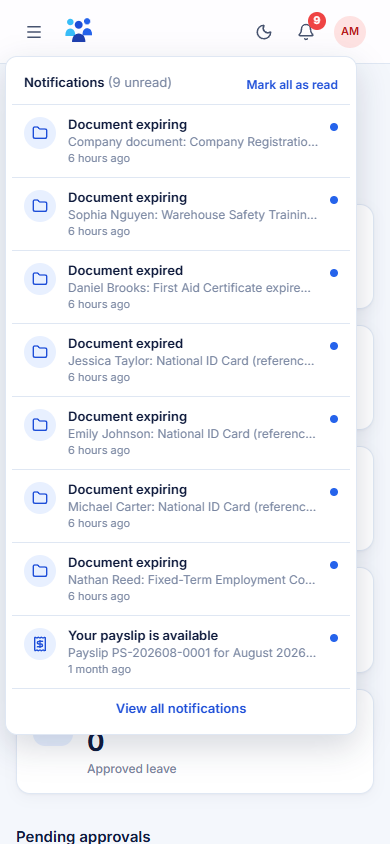 9
AM
Notifications (9 unread)
Mark all as read
Document expiring
Company document: Company Registratio...
6 hours ago
Document expiring
Sophia Nguyen: Warehouse Safety Trainin...
6 hours ago
Document expired
Daniel Brooks: First Aid Certificate expire...
6 hours ago
Document expired
Jessica Taylor: National ID Card (referenc...
6 hours ago
Document expiring
Emily Johnson: National ID Card (referenc...
6 hours ago
Document expiring
Michael Carter: National ID Card (referenc...
6 hours ago
Document expiring
Nathan Reed: Fixed-Term Employment Co...
6 hours ago
Your payslip is available
Payslip PS-202608-0001 for August 2026...
1 month ago
View all notifications
0
Approved leave
Pending approvals